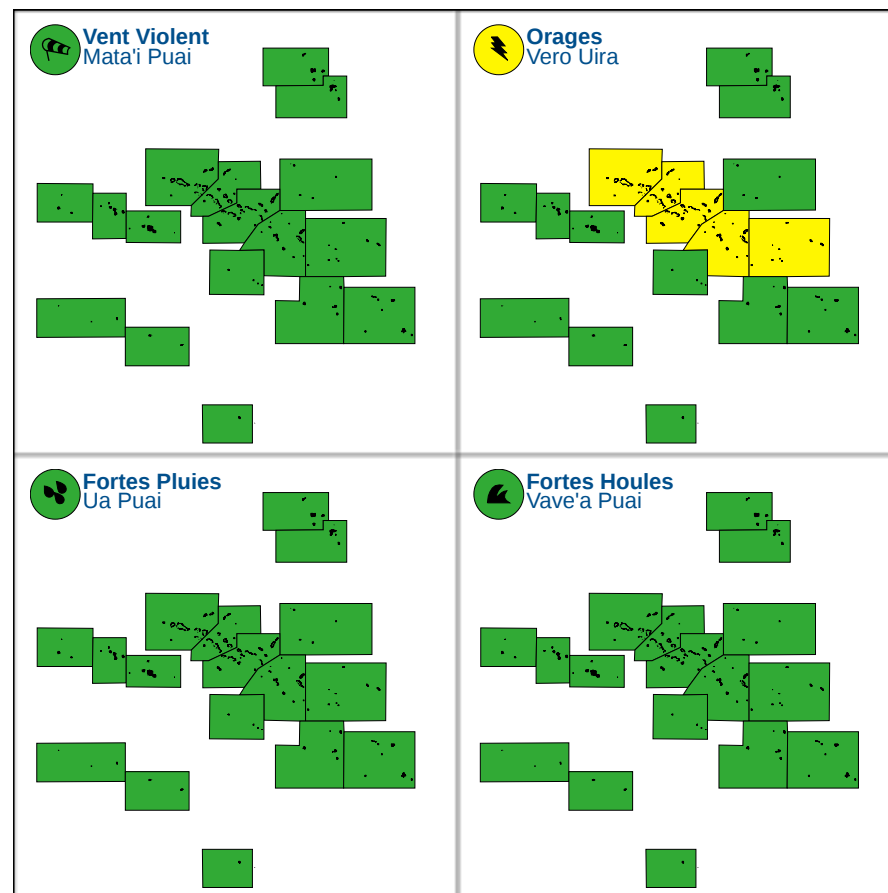 Vent Violent
Mata'i Puai
Orages
Vero Uira
Fortes Pluies
Ua Puai
Fortes Houles
Vave'a Puai